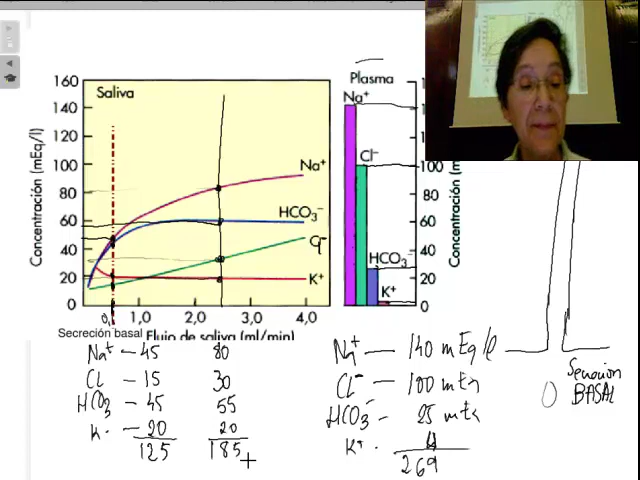 Saliva
Concentración (mEq/l)
160
140
120
100
80
60
40
20
0
Na⁺
HCO₃⁻
Cl⁻
K⁺
0,
1,0
2,0
3,0
4,0
Secreción basal
Flujo de saliva (ml/min)
Plasma
Na⁺
Cl⁻
HCO₃⁻
K⁺
100
80
60
40
20
0
Na⁺ — 45 80
Cl — 15 30
HCO₃ — 45 55
K· — 20 20
125 185+
Na⁺ — 140 mEq/l
Cl⁻ — 100 mEq
HCO₃⁻ 25 mEq
K⁺ · 4
269
Secrecion
BASAL